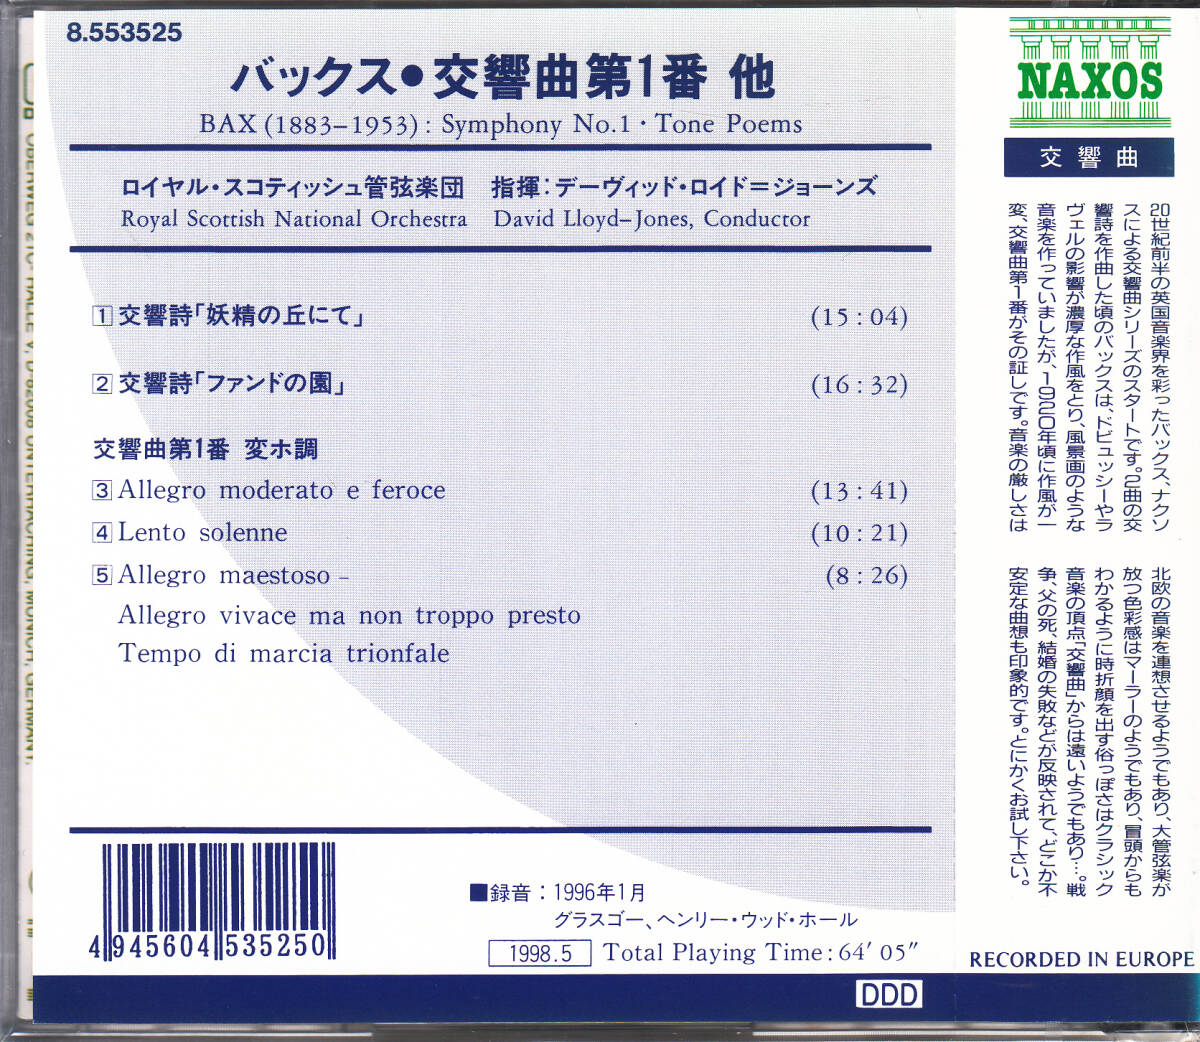 8.553525
バックス•交響曲第1番 他
BAX (1883–1953) : Symphony No.1・Tone Poems
ロイヤル・スコティッシュ管弦楽団 指揮:デーヴィッド・ロイド=ジョーンズ
Royal Scottish National Orchestra David Lloyd–Jones, Conductor
1 交響詩「妖精の丘にて」 (15 : 04)
2 交響詩「ファンドの園」 (16 : 32)
交響曲第1番 変ホ調
3 Allegro moderato e feroce (13 : 41)
4 Lento solenne (10 : 21)
5 Allegro maestoso – (8 : 26)
Allegro vivace ma non troppo presto
Tempo di marcia trionfale
4 945604 535250
■録音:1996年1月
グラスゴー、ヘンリー・ウッド・ホール
1998.5 Total Playing Time : 64′ 05″
DDD
NAXOS
交響曲
20世紀前半の英国音楽界を彩ったバックス、ナクソ
スによる交響曲シリーズのスタートです。2曲の交
響詩を作曲した頃のバックスは、ドビュッシーやラ
ヴェルの影響が濃厚な作風をとり、風景画のような
音楽を作っていましたが、1920年頃に作風が一
変、交響曲第1番がその証しです。音楽の厳しさは
北欧の音楽を連想させるようでもあり、大管弦楽が
放つ色彩感はマーラーのようでもあり、冒頭からも
わかるように時折顔を出す俗っぽさはクラシック
音楽の頂点「交響曲」からは遠いようでもあり…。戦
争、父の死、結婚の失敗などが反映されて、どこか不
安定な曲想も印象的です。とにかくお試し下さい。
RECORDED IN EUROPE